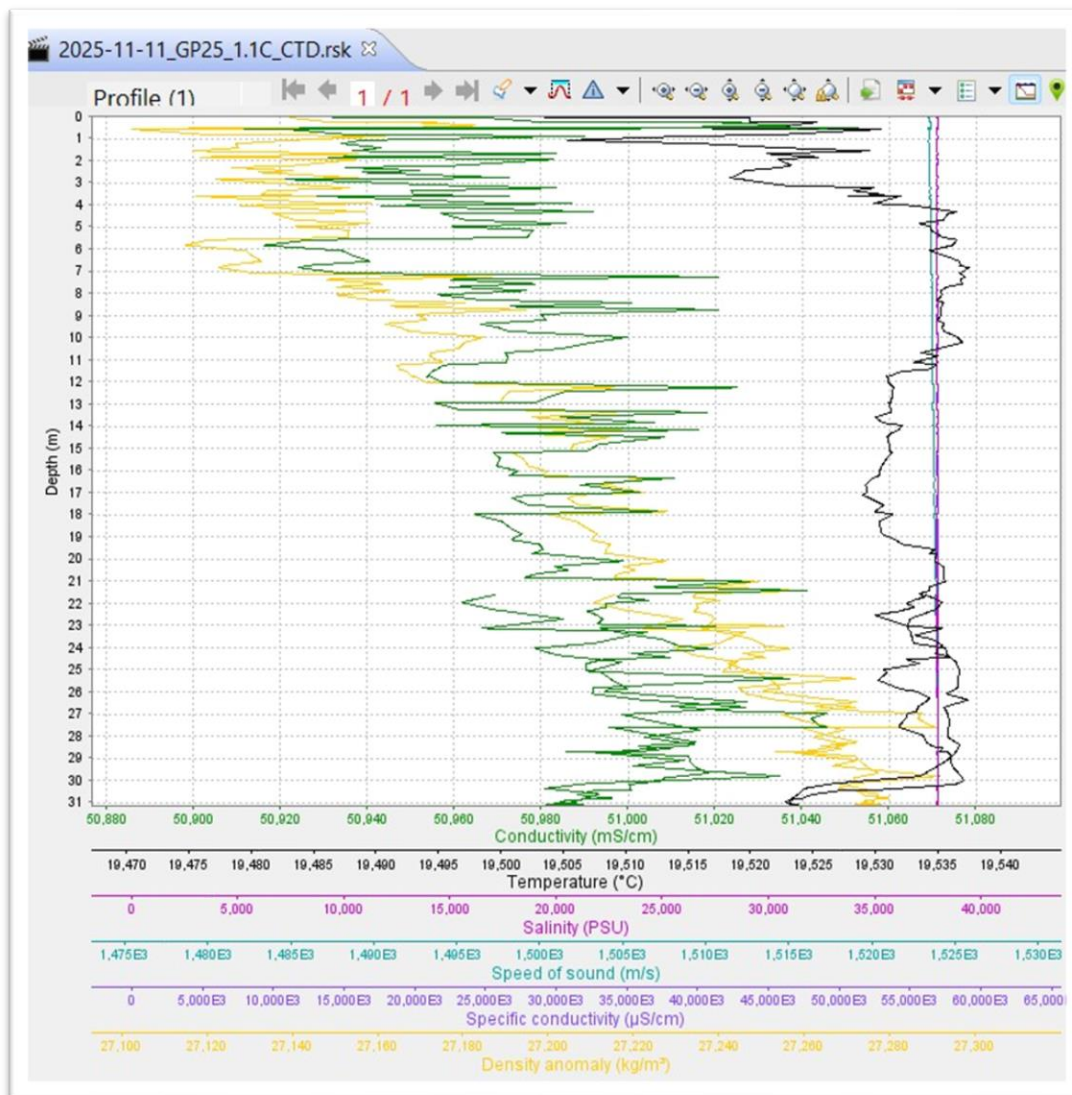 2025-11-11_GP25_1.1C_CTD.rsk
Profile (1)
1 / 1
0
1
2
3
4
5
6
7
8
9
10
11
12
13
14
15
16
17
18
19
20
21
22
23
24
25
26
27
28
29
30
31
Depth (m)
50,880 50,900 50,920 50,940 50,960 50,980 51,000 51,020 51,040 51,060 51,080
Conductivity (mS/cm)
19,470 19,475 19,480 19,485 19,490 19,495 19,500 19,505 19,510 19,515 19,520 19,525 19,530 19,535 19,540
Temperature (°C)
0 5,000 10,000 15,000 20,000 25,000 30,000 35,000 40,000
Salinity (PSU)
1,475E3 1,480E3 1,485E3 1,490E3 1,495E3 1,500E3 1,505E3 1,510E3 1,515E3 1,520E3 1,525E3 1,530E3
Speed of sound (m/s)
0 5,000E3 10,000E3 15,000E3 20,000E3 25,000E3 30,000E3 35,000E3 40,000E3 45,000E3 50,000E3 55,000E3 60,000E3 65,000
Specific conductivity (µS/cm)
27,100 27,120 27,140 27,160 27,180 27,200 27,220 27,240 27,260 27,280 27,300
Density anomaly (kg/m³)